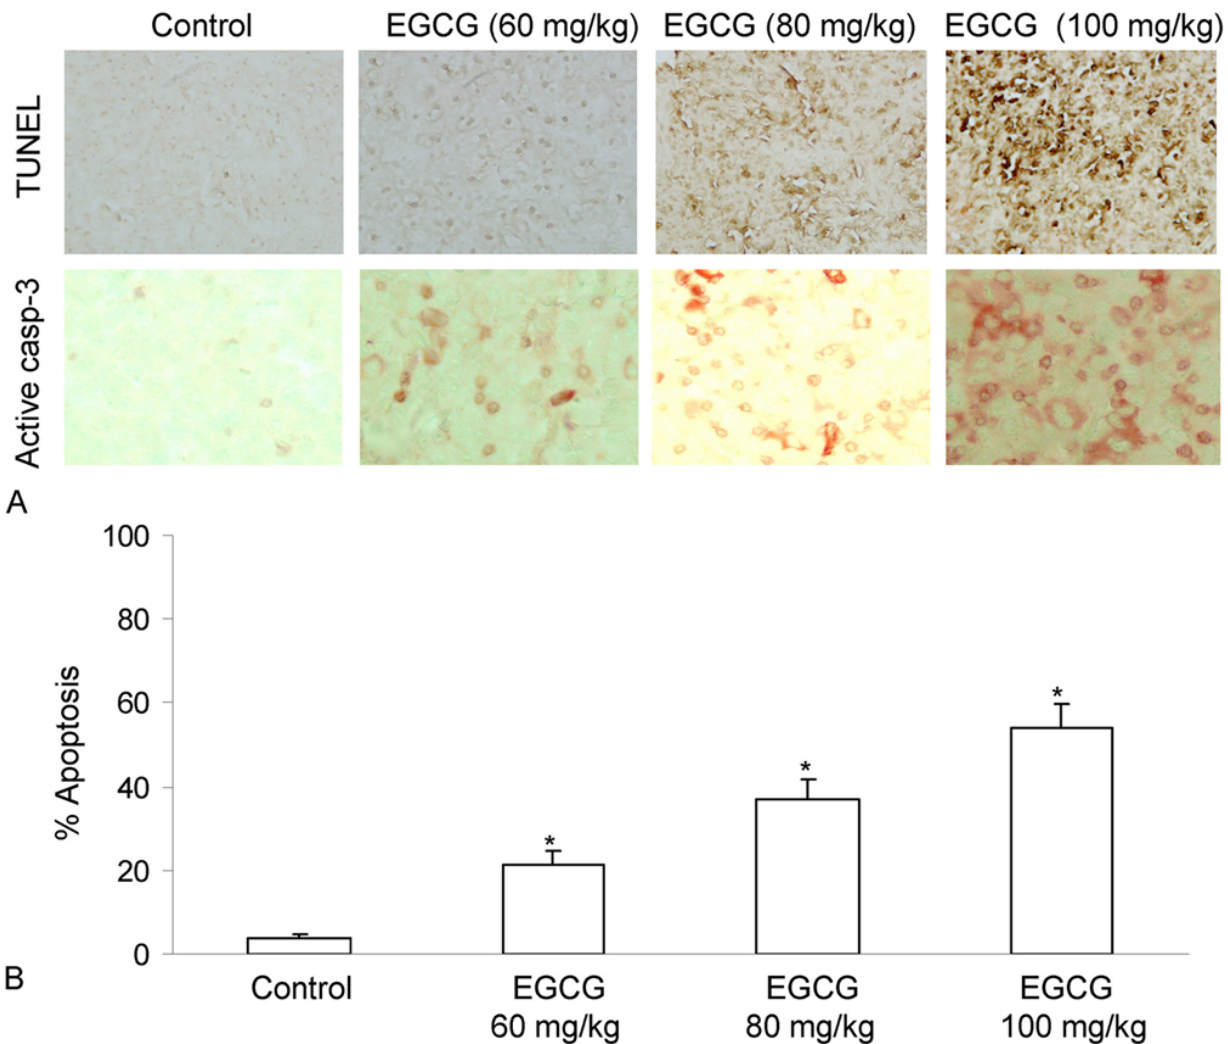 Control EGCG (60 mg/kg) EGCG (80 mg/kg) EGCG (100 mg/kg)
TUNEL
Active casp-3
A
100
80
60
40
20
0
% Apoptosis
*
*
*
Control EGCG EGCG EGCG
60 mg/kg 80 mg/kg 100 mg/kg
B